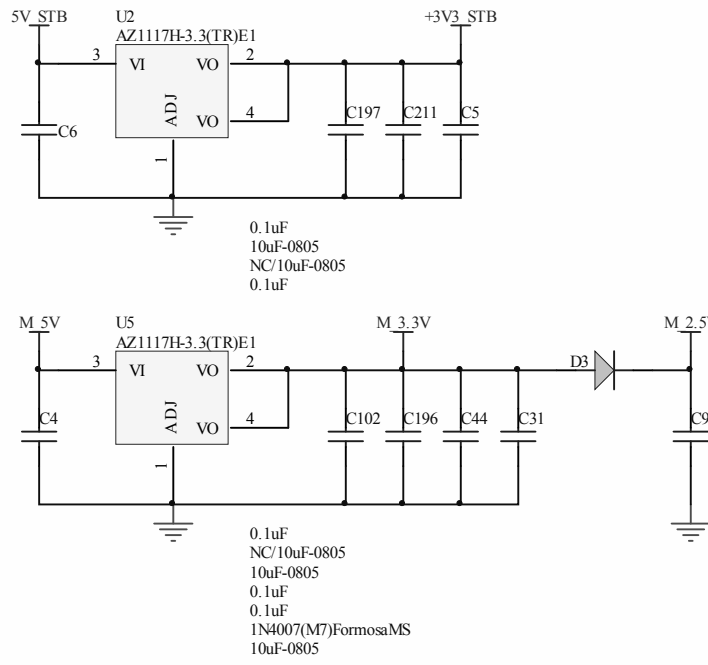 5V_STB
U2
+3V3_STB
AZ1117H-3.3(TR)E1
3
VI
VO
2
ADJ
VO
4
1
C6
C197
C211
C5
0.1uF
10uF-0805
NC/10uF-0805
0.1uF
M_5V
U5
M_3.3V
M_2.5V
AZ1117H-3.3(TR)E1
3
VI
VO
2
D3
ADJ
VO
4
1
C4
C102
C196
C44
C31
C9
0.1uF
NC/10uF-0805
10uF-0805
0.1uF
0.1uF
1N4007(M7)FormosaMS
10uF-0805